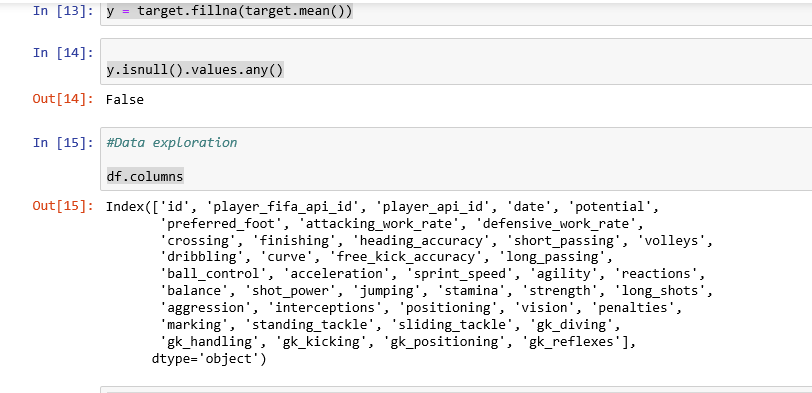 In [13]: y = target.fillna(target.mean())
In [14]:
y.isnull().values.any()
Out[14]: False
In [15]: #Data exploration
df.columns
Out[15]: Index(['id', 'player_fifa_api_id', 'player_api_id', 'date', 'potential',
'preferred_foot', 'attacking_work_rate', 'defensive_work_rate',
'crossing', 'finishing', 'heading_accuracy', 'short_passing', 'volleys',
'dribbling', 'curve', 'free_kick_accuracy', 'long_passing',
'ball_control', 'acceleration', 'sprint_speed', 'agility', 'reactions',
'balance', 'shot_power', 'jumping', 'stamina', 'strength', 'long_shots',
'aggression', 'interceptions', 'positioning', 'vision', 'penalties',
'marking', 'standing_tackle', 'sliding_tackle', 'gk_diving',
'gk_handling', 'gk_kicking', 'gk_positioning', 'gk_reflexes'],
dtype='object')